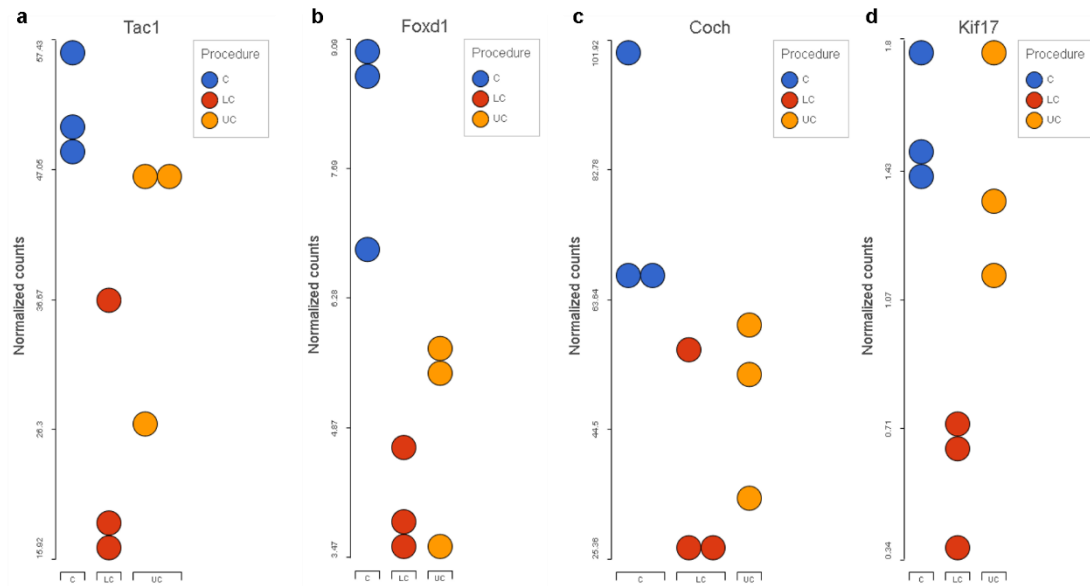 a
Tac1
57.43
47.05
36.67
26.3
15.92
Normalized counts
Procedure
C
LC
UC
C
LC
UC
b
Foxd1
9.09
7.69
6.28
4.87
3.47
Normalized counts
Procedure
C
LC
UC
C
LC
UC
c
Coch
101.92
82.78
63.64
44.5
25.36
Normalized counts
Procedure
C
LC
UC
C
LC
UC
d
Kif17
1.8
1.43
1.07
0.71
0.34
Normalized counts
Procedure
C
LC
UC
C
LC
UC